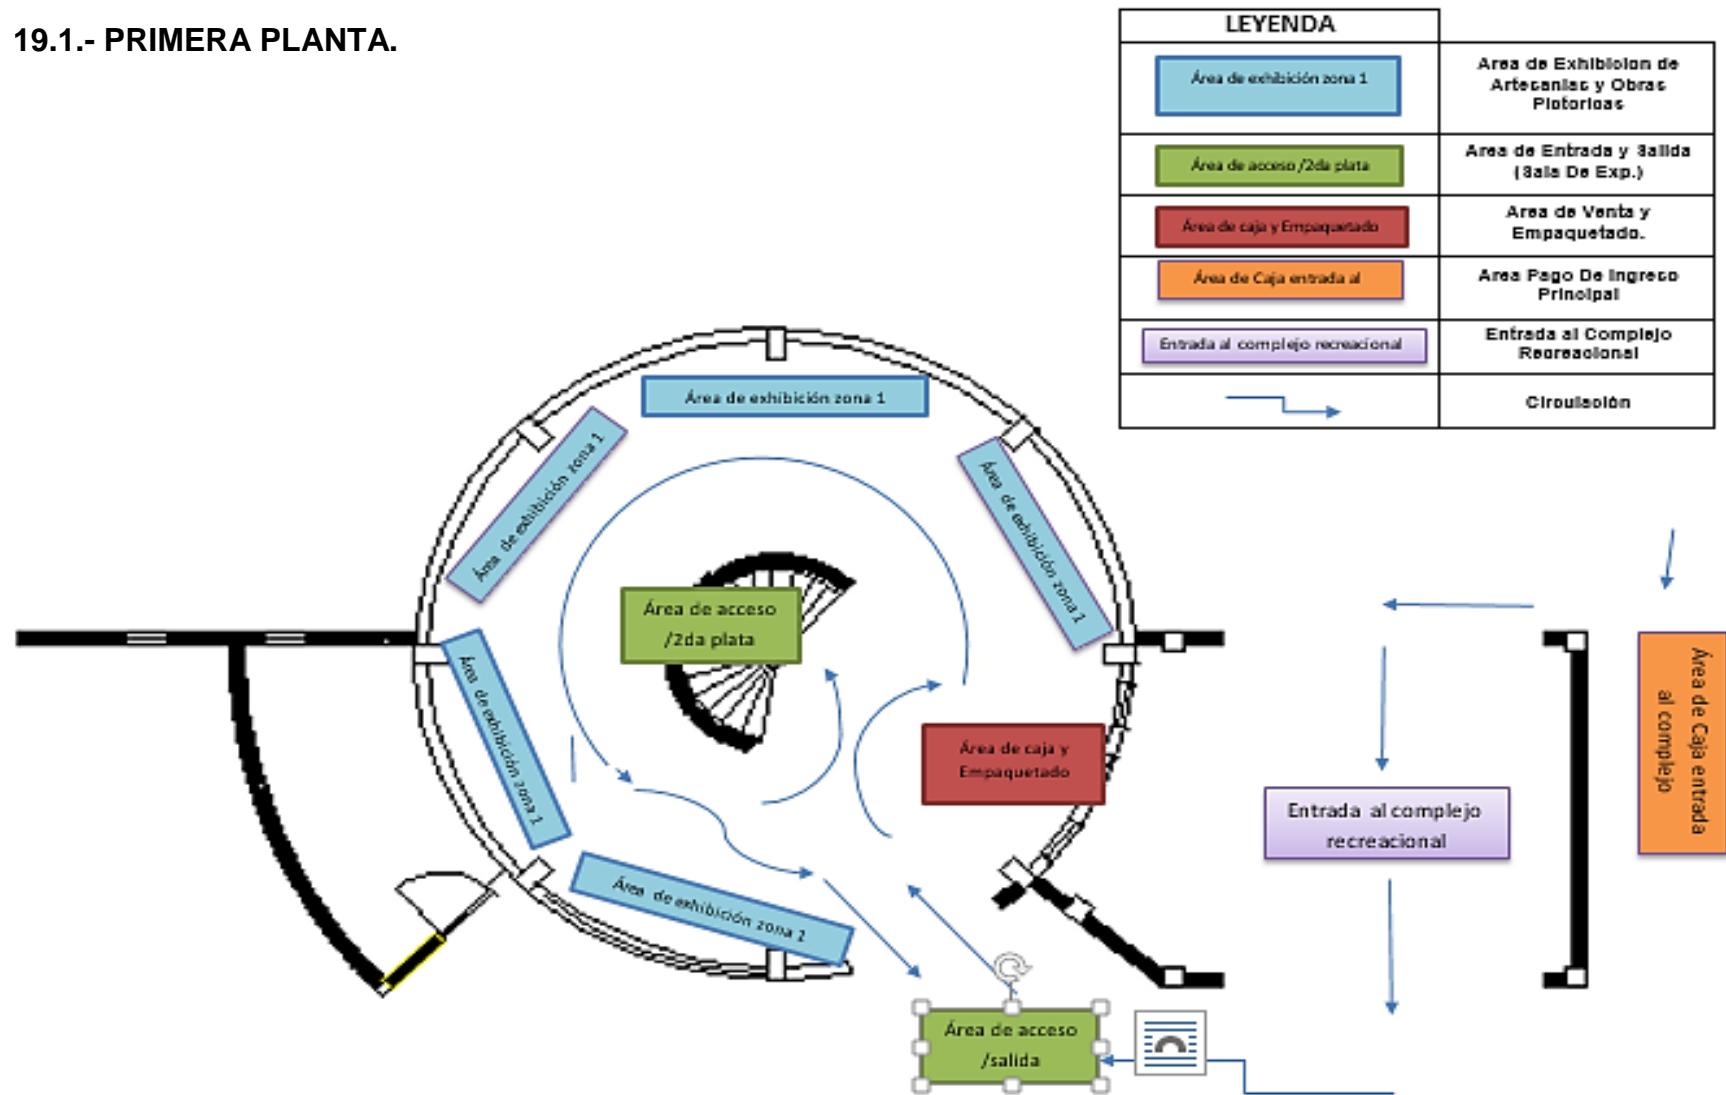 19.1.- PRIMERA PLANTA.
LEYENDA
Área de exhibición zona 1
Area de Exhibicion de
Artesanias y Obras
Pictoricas
Área de acceso /2da plata
Area de Entrada y Salida
(Sala De Exp.)
Área de caja y Empaquetado
Area de Venta y
Empaquetado.
Área de Caja entrada al
Area Pago De Ingreso
Principal
Entrada al complejo recreacional
Entrada al Complejo
Recreacional
Circulación
Área de exhibición zona 1
Área de exhibición zona 1
Área de exhibición zona 1
Área de acceso
/2da plata
Área de exhibición zona 1
Área de caja y
Empaquetado
Área de exhibición zona 1
Entrada al complejo
recreacional
Área de Caja entrada
al complejo
Área de acceso
/salida